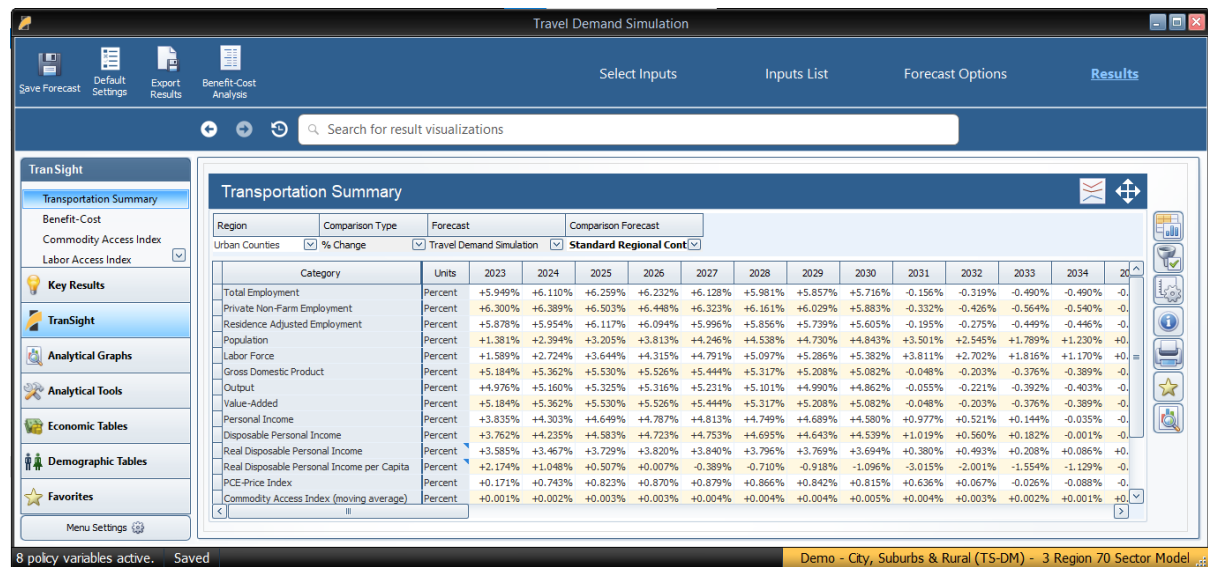 Travel Demand Simulation
Save Forecast
Default Settings
Export Results
Benefit-Cost Analysis
Select Inputs
Inputs List
Forecast Options
Results
Search for result visualizations
TranSight
Transportation Summary
Benefit-Cost
Commodity Access Index
Labor Access Index
Key Results
TranSight
Analytical Graphs
Analytical Tools
Economic Tables
Demographic Tables
Favorites
Menu Settings
Transportation Summary
Region Comparison Type Forecast Comparison Forecast
Urban Counties % Change Travel Demand Simulation Standard Regional Cont
Category Units 2023 2024 2025 2026 2027 2028 2029 2030 2031 2032 2033 2034 20
Total Employment Percent +5.949% +6.110% +6.259% +6.232% +6.128% +5.981% +5.857% +5.716% -0.156% -0.319% -0.490% -0.490% -0.
Private Non-Farm Employment Percent +6.300% +6.389% +6.503% +6.448% +6.323% +6.161% +6.029% +5.883% -0.332% -0.426% -0.564% -0.540% -0.
Residence Adjusted Employment Percent +5.878% +5.954% +6.117% +6.094% +5.996% +5.856% +5.739% +5.605% -0.195% -0.275% -0.449% -0.446% -0.
Population Percent +1.381% +2.394% +3.205% +3.813% +4.246% +4.538% +4.730% +4.843% +3.501% +2.545% +1.789% +1.230% +0.
Labor Force Percent +1.589% +2.724% +3.644% +4.315% +4.791% +5.097% +5.286% +5.382% +3.811% +2.702% +1.816% +1.170% +0.
Gross Domestic Product Percent +5.184% +5.362% +5.530% +5.526% +5.444% +5.317% +5.208% +5.082% -0.048% -0.203% -0.376% -0.389% -0.
Output Percent +4.976% +5.160% +5.325% +5.316% +5.231% +5.101% +4.990% +4.862% -0.055% -0.221% -0.392% -0.403% -0.
Value-Added Percent +5.184% +5.362% +5.530% +5.526% +5.444% +5.317% +5.208% +5.082% -0.048% -0.203% -0.376% -0.389% -0.
Personal Income Percent +3.835% +4.303% +4.649% +4.787% +4.813% +4.749% +4.689% +4.580% +0.977% +0.521% +0.144% -0.035% -0.
Disposable Personal Income Percent +3.762% +4.235% +4.583% +4.723% +4.753% +4.695% +4.643% +4.539% +1.019% +0.560% +0.182% -0.001% -0.
Real Disposable Personal Income Percent +3.585% +3.467% +3.729% +3.820% +3.840% +3.796% +3.769% +3.694% +0.380% +0.493% +0.208% +0.086% +0.
Real Disposable Personal Income per Capita Percent +2.174% +1.048% +0.507% +0.007% -0.389% -0.710% -0.918% -1.096% -3.015% -2.001% -1.554% -1.129% -0.
PCE-Price Index Percent +0.171% +0.743% +0.823% +0.870% +0.879% +0.866% +0.842% +0.815% +0.636% +0.067% -0.026% -0.088% -0.
Commodity Access Index (moving average) Percent +0.001% +0.002% +0.003% +0.003% +0.004% +0.004% +0.004% +0.005% +0.004% +0.003% +0.002% +0.001% +0.
8 policy variables active. Saved
Demo - City, Suburbs & Rural (TS-DM) - 3 Region 70 Sector Model